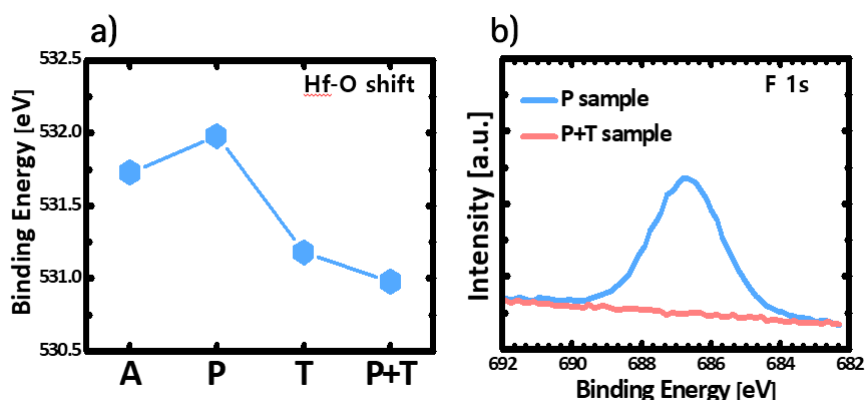 a)
Hf-O shift
Binding Energy [eV]
532.5
532.0
531.5
531.0
530.5
A P T P+T
b)
F 1s
P sample
P+T sample
Intensity [a.u.]
692 690 688 686 684 682
Binding Energy [eV]